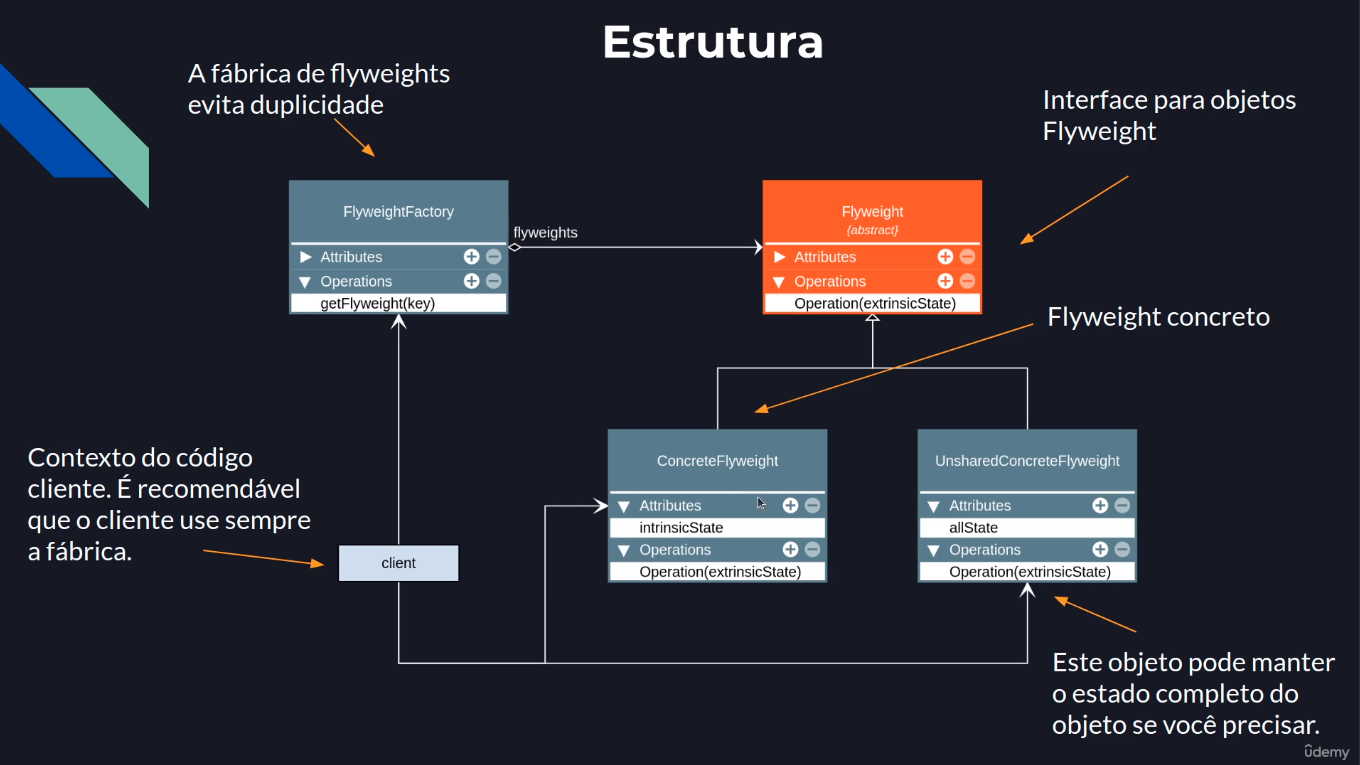 Estrutura
A fábrica de flyweights
evita duplicidade
Interface para objetos
Flyweight
FlyweightFactory
Attributes
Operations
getFlyweight(key)
flyweights
Flyweight
{abstract}
Attributes
Operations
Operation(extrinsicState)
Flyweight concreto
Contexto do código
cliente. É recomendável
que o cliente use sempre
a fábrica.
client
ConcreteFlyweight
Attributes
intrinsicState
Operations
Operation(extrinsicState)
UnsharedConcreteFlyweight
Attributes
allState
Operations
Operation(extrinsicState)
Este objeto pode manter
o estado completo do
objeto se você precisar.
ûdemy